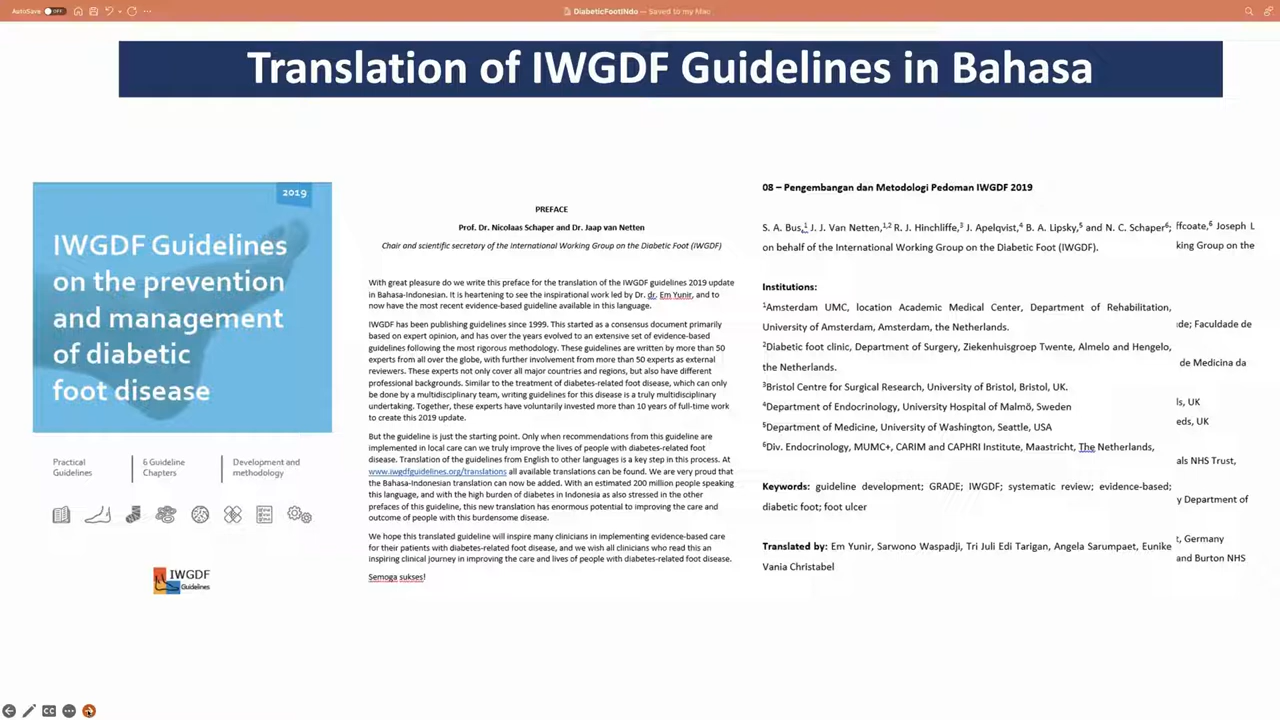 AutoSave OFF
DiabeticFootINdo — Saved to my Mac
Translation of IWGDF Guidelines in Bahasa
2019
IWGDF Guidelines
on the prevention
and management
of diabetic
foot disease
Practical
Guidelines
6 Guideline
Chapters
Development and
methodology
IWGDF
Guidelines
PREFACE
Prof. Dr. Nicolaas Schaper and Dr. Jaap van Netten
Chair and scientific secretary of the International Working Group on the Diabetic Foot (IWGDF)
With great pleasure do we write this preface for the translation of the IWGDF guidelines 2019 update
in Bahasa-Indonesian. It is heartening to see the inspirational work led by Dr. dr. Em Yunir, and to
now have the most recent evidence-based guideline available in this language.
IWGDF has been publishing guidelines since 1999. This started as a consensus document primarily
based on expert opinion, and has over the years evolved to an extensive set of evidence-based
guidelines following the most rigorous methodology. These guidelines are written by more than 50
experts from all over the globe, with further involvement from more than 50 experts as external
reviewers. These experts not only cover all major countries and regions, but also have different
professional backgrounds. Similar to the treatment of diabetes-related foot disease, which can only
be done by a multidisciplinary team, writing guidelines for this disease is a truly multidisciplinary
undertaking. Together, these experts have voluntarily invested more than 10 years of full-time work
to create this 2019 update.
But the guideline is just the starting point. Only when recommendations from this guideline are
implemented in local care can we truly improve the lives of people with diabetes-related foot
disease. Translation of the guidelines from English to other languages is a key step in this process. At
www.iwgdfguidelines.org/translations all available translations can be found. We are very proud that
the Bahasa-Indonesian translation can now be added. With an estimated 200 million people speaking
this language, and with the high burden of diabetes in Indonesia as also stressed in the other
prefaces of this guideline, this new translation has enormous potential to improving the care and
outcome of people with this burdensome disease.
We hope this translated guideline will inspire many clinicians in implementing evidence-based care
for their patients with diabetes-related foot disease, and we wish all clinicians who read this an
inspiring clinical journey in improving the care and lives of people with diabetes-related foot disease.
Semoga sukses!
08 – Pengembangan dan Metodologi Pedoman IWGDF 2019
S. A. Bus,1 J. J. Van Netten,1,2 R. J. Hinchliffe,3 J. Apelqvist,4 B. A. Lipsky,5 and N. C. Schaper6;
on behalf of the International Working Group on the Diabetic Foot (IWGDF).
Institutions:
1Amsterdam UMC, location Academic Medical Center, Department of Rehabilitation,
University of Amsterdam, Amsterdam, the Netherlands.
2Diabetic foot clinic, Department of Surgery, Ziekenhuisgroep Twente, Almelo and Hengelo,
the Netherlands.
3Bristol Centre for Surgical Research, University of Bristol, Bristol, UK.
4Department of Endocrinology, University Hospital of Malmö, Sweden
5Department of Medicine, University of Washington, Seattle, USA
6Div. Endocrinology, MUMC+, CARIM and CAPHRI Institute, Maastricht, The Netherlands,
Keywords: guideline development; GRADE; IWGDF; systematic review; evidence-based;
diabetic foot; foot ulcer
Translated by: Em Yunir, Sarwono Waspadji, Tri Juli Edi Tarigan, Angela Sarumpaet, Eunike
Vania Christabel
ffcoate,6 Joseph L
king Group on the
de; Faculdade de
de Medicina da
ls, UK
eds, UK
als NHS Trust,
y Department of
t, Germany
and Burton NHS
CC